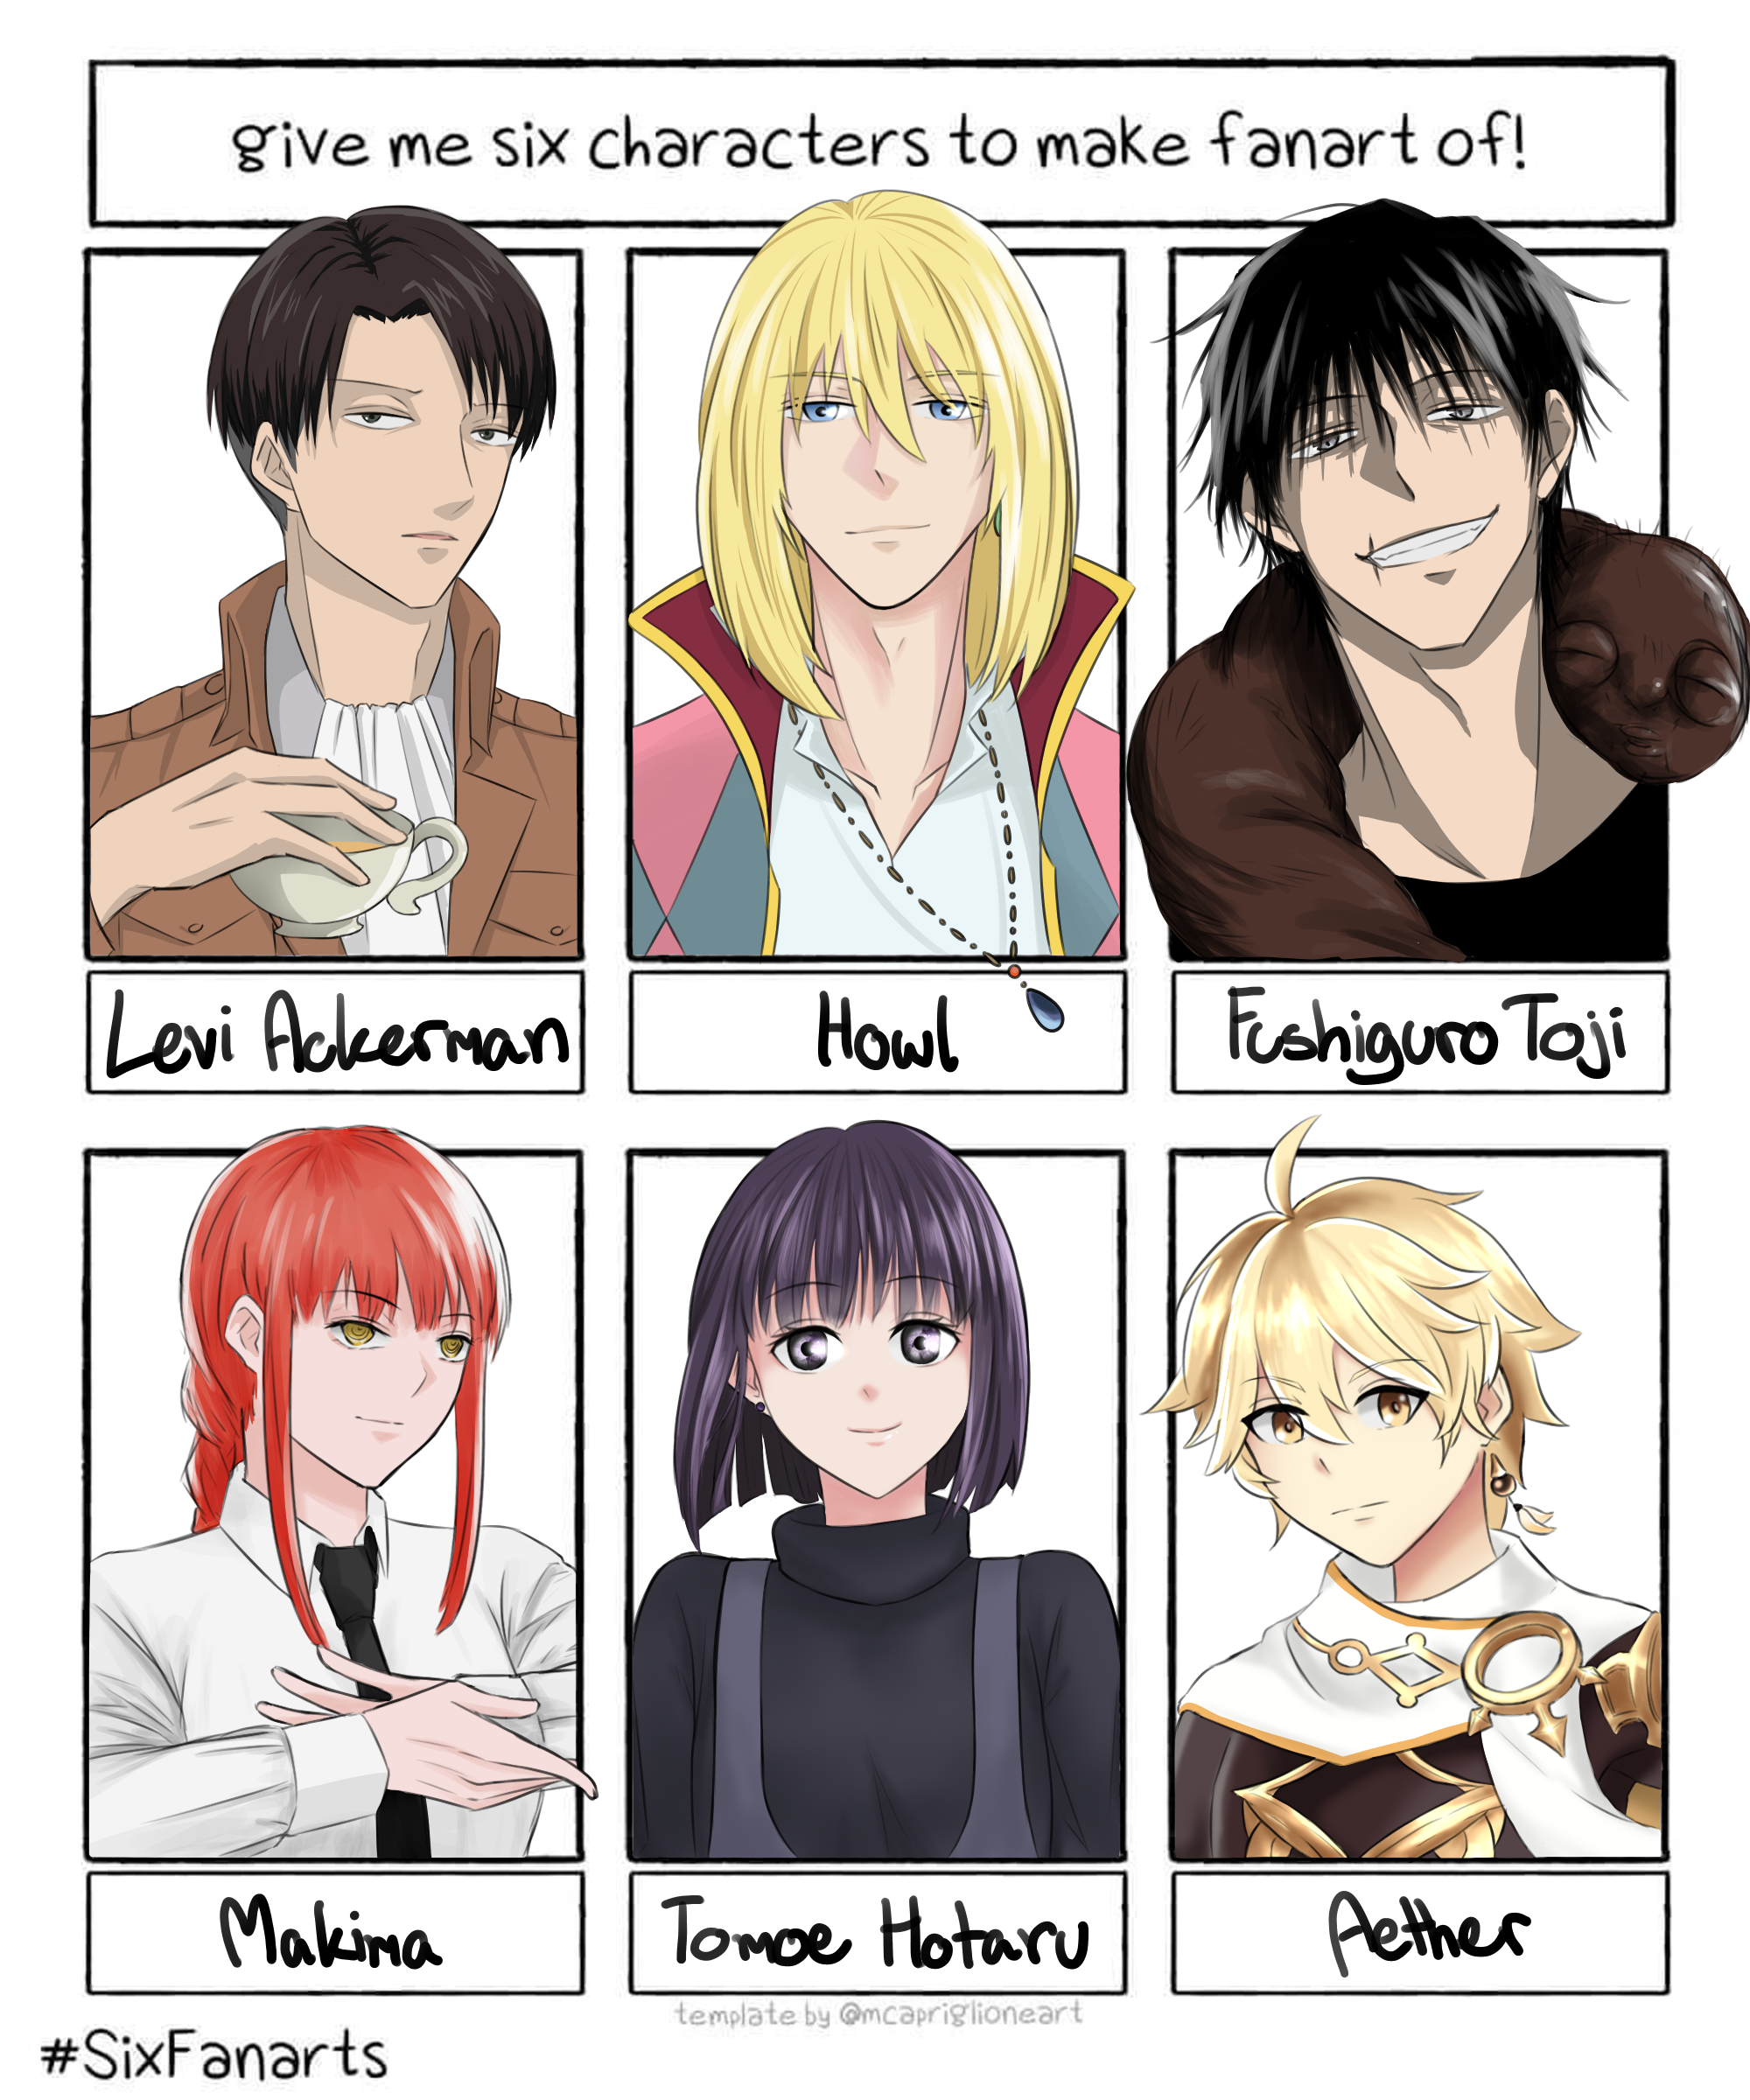 give me six characters to make fanart of!
Levi Ackerman
Howl
Fushiguro Toji
Makima
Tomoe Hotaru
Aether
template by @mcapriglioneart
#SixFanarts